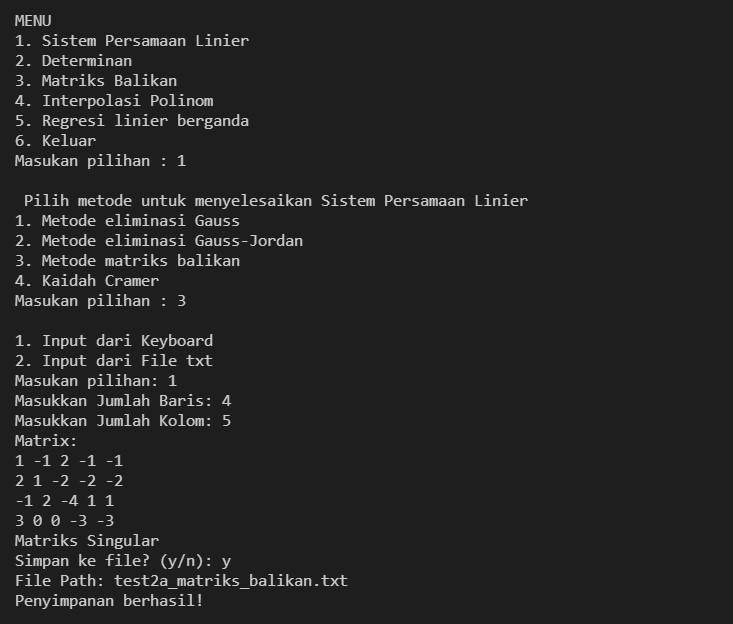 MENU
1. Sistem Persamaan Linier
2. Determinan
3. Matriks Balikan
4. Interpolasi Polinom
5. Regresi linier berganda
6. Keluar
Masukan pilihan : 1
Pilih metode untuk menyelesaikan Sistem Persamaan Linier
1. Metode eliminasi Gauss
2. Metode eliminasi Gauss-Jordan
3. Metode matriks balikan
4. Kaidah Cramer
Masukan pilihan : 3
1. Input dari Keyboard
2. Input dari File txt
Masukan pilihan: 1
Masukkan Jumlah Baris: 4
Masukkan Jumlah Kolom: 5
Matrix:
1 -1 2 -1 -1
2 1 -2 -2 -2
-1 2 -4 1 1
3 0 0 -3 -3
Matriks Singular
Simpan ke file? (y/n): y
File Path: test2a_matriks_balikan.txt
Penyimpanan berhasil!